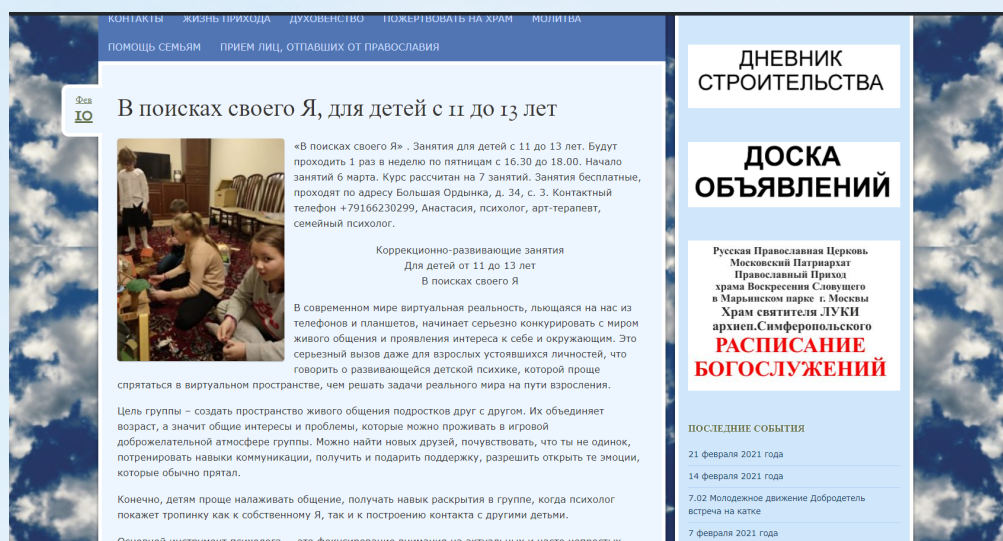 КОНТАКТЫ ЖИЗНЬ ПРИХОДА ДУХОВЕНСТВО ПОЖЕРТВОВАТЬ НА ХРАМ МОЛИТВА
ПОМОЩЬ СЕМЬЯМ ПРИЕМ ЛИЦ, ОТПАВШИХ ОТ ПРАВОСЛАВИЯ
Фев
10
В поисках своего Я, для детей с 11 до 13 лет
«В поисках своего Я» . Занятия для детей с 11 до 13 лет. Будут
проходить 1 раз в неделю по пятницам с 16.30 до 18.00. Начало
занятий 6 марта. Курс рассчитан на 7 занятий. Занятия бесплатные,
проходят по адресу Большая Ордынка, д. 34, с. 3. Контактный
телефон +79166230299, Анастасия, психолог, арт-терапевт,
семейный психолог.
Коррекционно-развивающие занятия
Для детей от 11 до 13 лет
В поисках своего Я
В современном мире виртуальная реальность, льющаяся на нас из
телефонов и планшетов, начинает серьезно конкурировать с миром
живого общения и проявления интереса к себе и окружающим. Это
серьезный вызов даже для взрослых устоявшихся личностей, что
говорить о развивающейся детской психике, которой проще
спрятаться в виртуальном пространстве, чем решать задачи реального мира на пути взросления.
Цель группы – создать пространство живого общения подростков друг с другом. Их объединяет
возраст, а значит общие интересы и проблемы, которые можно проживать в игровой
доброжелательной атмосфере группы. Можно найти новых друзей, почувствовать, что ты не одинок,
потренировать навыки коммуникации, получить и подарить поддержку, разрешить открыть те эмоции,
которые обычно прятал.
Конечно, детям проще налаживать общение, получать навык раскрытия в группе, когда психолог
покажет тропинку как к собственному Я, так и к построению контакта с другими детьми.
Основной инструмент психолога – это фокусирование внимания на актуальных и часто непростых
ДНЕВНИК
СТРОИТЕЛЬСТВА
ДОСКА
ОБЪЯВЛЕНИЙ
Русская Православная Церковь
Московский Патриархат
Православный Приход
храма Воскресения Словущего
в Марьинском парке г. Москвы
Храм святителя ЛУКИ
архиеп.Симферопольского
РАСПИСАНИЕ
БОГОСЛУЖЕНИЙ
ПОСЛЕДНИЕ СОБЫТИЯ
21 февраля 2021 года
14 февраля 2021 года
7.02 Молодежное движение Добродетель
встреча на катке
7 февраля 2021 года